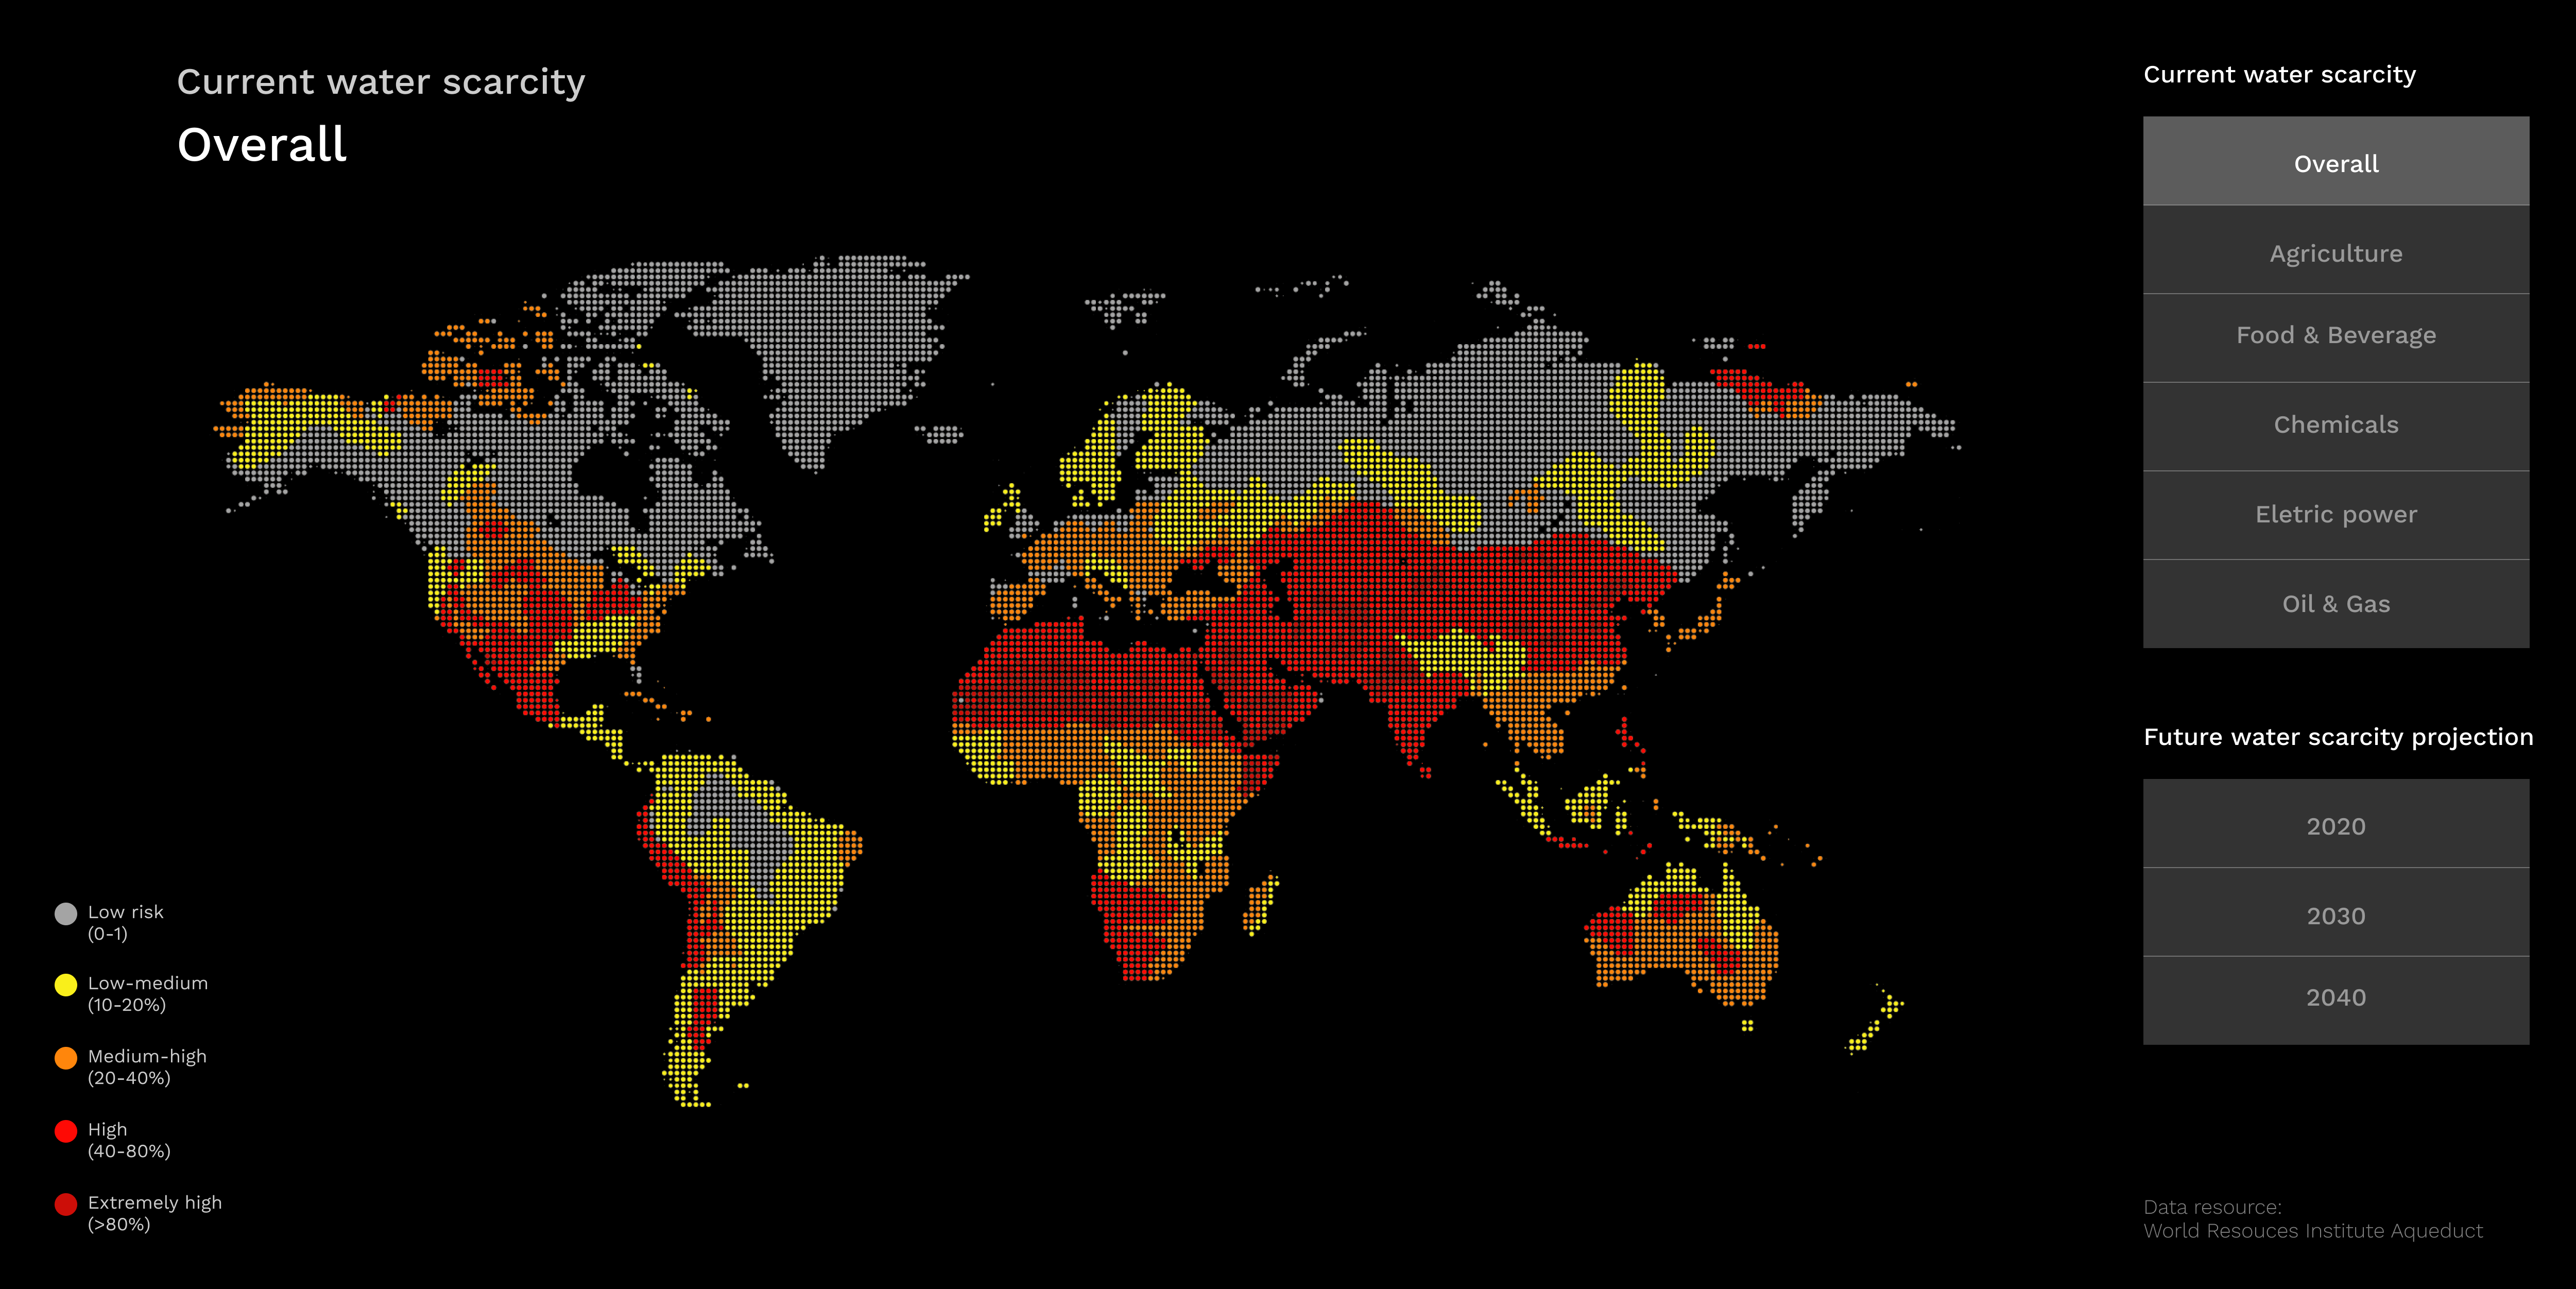 Current water scarcity
Overall
Low risk
(0-1)
Low-medium
(10-20%)
Medium-high
(20-40%)
High
(40-80%)
Extremely high
(>80%)
Current water scarcity
Overall
Agriculture
Food & Beverage
Chemicals
Eletric power
Oil & Gas
Future water scarcity projection
2020
2030
2040
Data resource:
World Resouces Institute Aqueduct